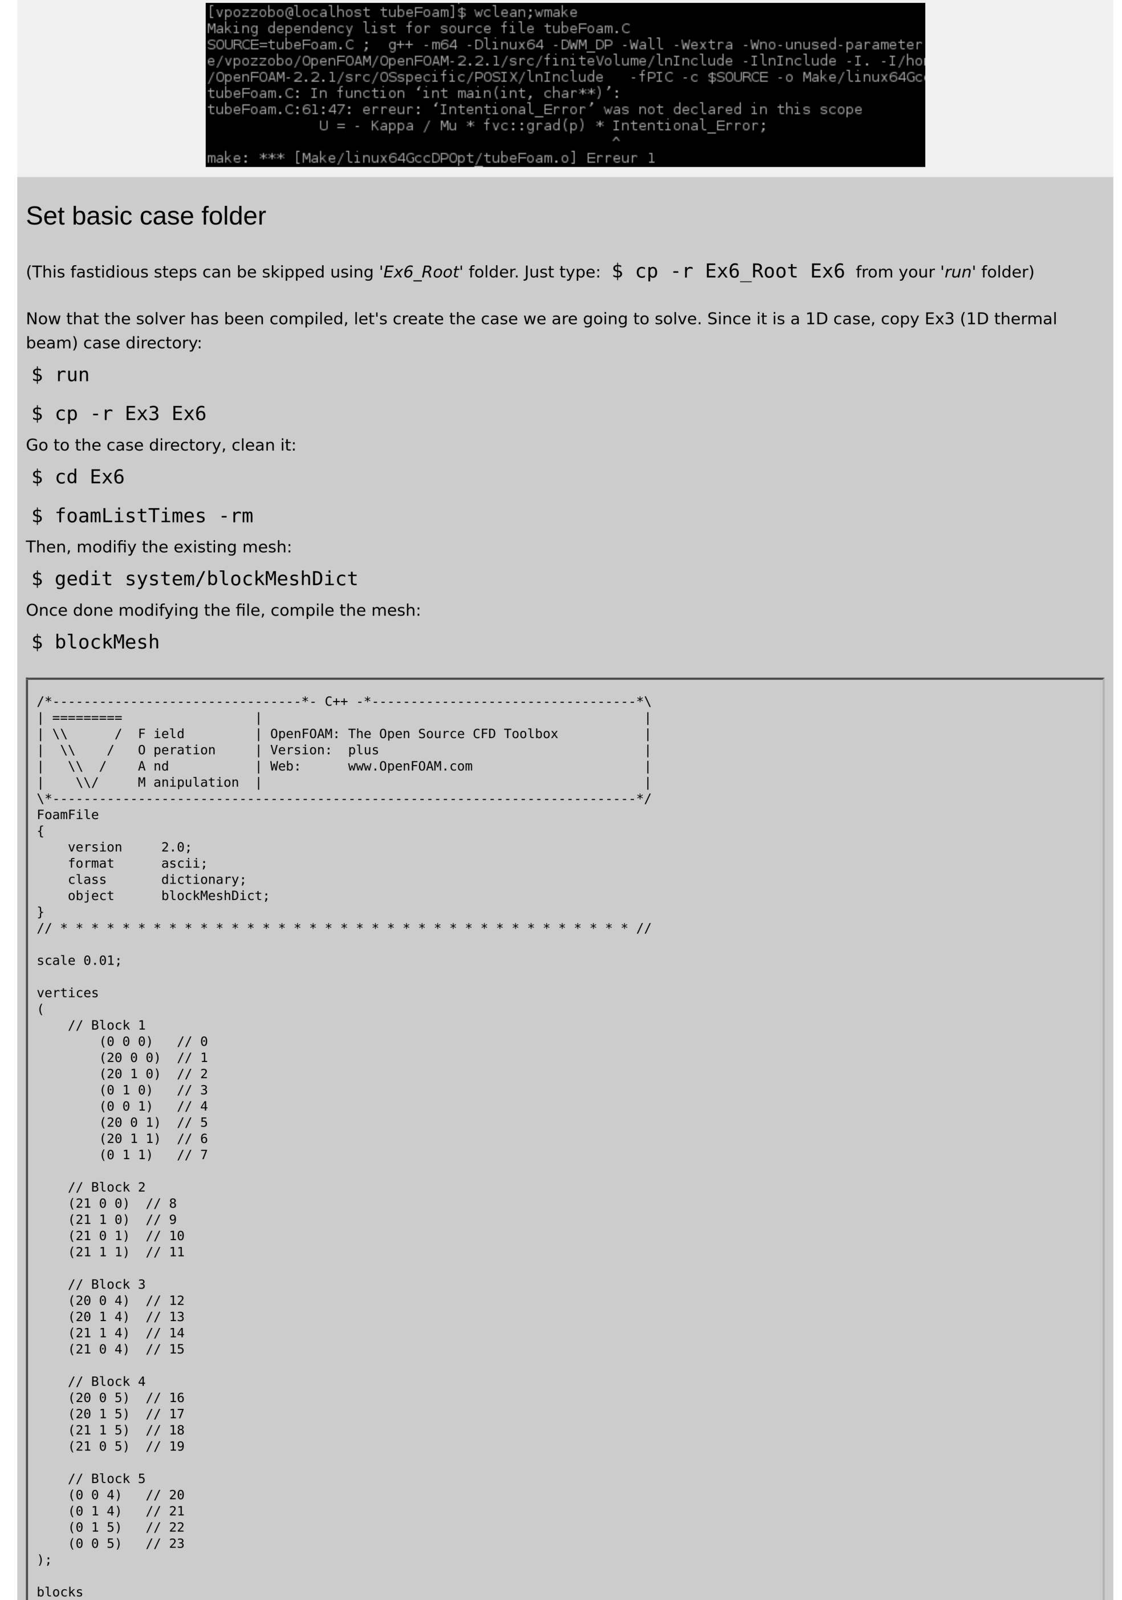 [vpozzobo@localhost tubeFoam]$ wclean;wmake
Making dependency list for source file tubeFoam.C
SOURCE=tubeFoam.C ;  g++ -m64 -Dlinux64 -DWM_DP -Wall -Wextra -Wno-unused-parameter
e/vpozzobo/OpenFOAM/OpenFOAM-2.2.1/src/finiteVolume/lnInclude -IlnInclude -I. -I/ho
/OpenFOAM-2.2.1/src/OSspecific/POSIX/lnInclude   -fPIC -c $SOURCE -o Make/linux64Gc
tubeFoam.C: In function ‘int main(int, char**)’:
tubeFoam.C:61:47: erreur: ‘Intentional_Error’ was not declared in this scope
U = - Kappa / Mu * fvc::grad(p) * Intentional_Error;
^
make: *** [Make/linux64GccDPOpt/tubeFoam.o] Erreur 1
Set basic case folder
(This fastidious steps can be skipped using 'Ex6_Root' folder. Just type: $ cp -r Ex6_Root Ex6 from your 'run' folder)
Now that the solver has been compiled, let's create the case we are going to solve. Since it is a 1D case, copy Ex3 (1D thermal
beam) case directory:
$ run
$ cp -r Ex3 Ex6
Go to the case directory, clean it:
$ cd Ex6
$ foamListTimes -rm
Then, modifiy the existing mesh:
$ gedit system/blockMeshDict
Once done modifying the file, compile the mesh:
$ blockMesh
/*--------------------------------*- C++ -*----------------------------------*\
| =========                 |                                                 |
| \\      /  F ield         | OpenFOAM: The Open Source CFD Toolbox           |
|  \\    /   O peration     | Version:  plus                                  |
|   \\  /    A nd           | Web:      www.OpenFOAM.com                      |
|    \\/     M anipulation  |                                                 |
\*---------------------------------------------------------------------------*/
FoamFile
{
    version     2.0;
    format      ascii;
    class       dictionary;
    object      blockMeshDict;
}
// * * * * * * * * * * * * * * * * * * * * * * * * * * * * * * * * * * * * * //
scale 0.01;
vertices
(
    // Block 1
        (0 0 0)   // 0
        (20 0 0)  // 1
        (20 1 0)  // 2
        (0 1 0)   // 3
        (0 0 1)   // 4
        (20 0 1)  // 5
        (20 1 1)  // 6
        (0 1 1)   // 7
    // Block 2
    (21 0 0)  // 8
    (21 1 0)  // 9
    (21 0 1)  // 10
    (21 1 1)  // 11
    // Block 3
    (20 0 4)  // 12
    (20 1 4)  // 13
    (21 1 4)  // 14
    (21 0 4)  // 15
    // Block 4
    (20 0 5)  // 16
    (20 1 5)  // 17
    (21 1 5)  // 18
    (21 0 5)  // 19
    // Block 5
    (0 0 4)   // 20
    (0 1 4)   // 21
    (0 1 5)   // 22
    (0 0 5)   // 23
);
blocks